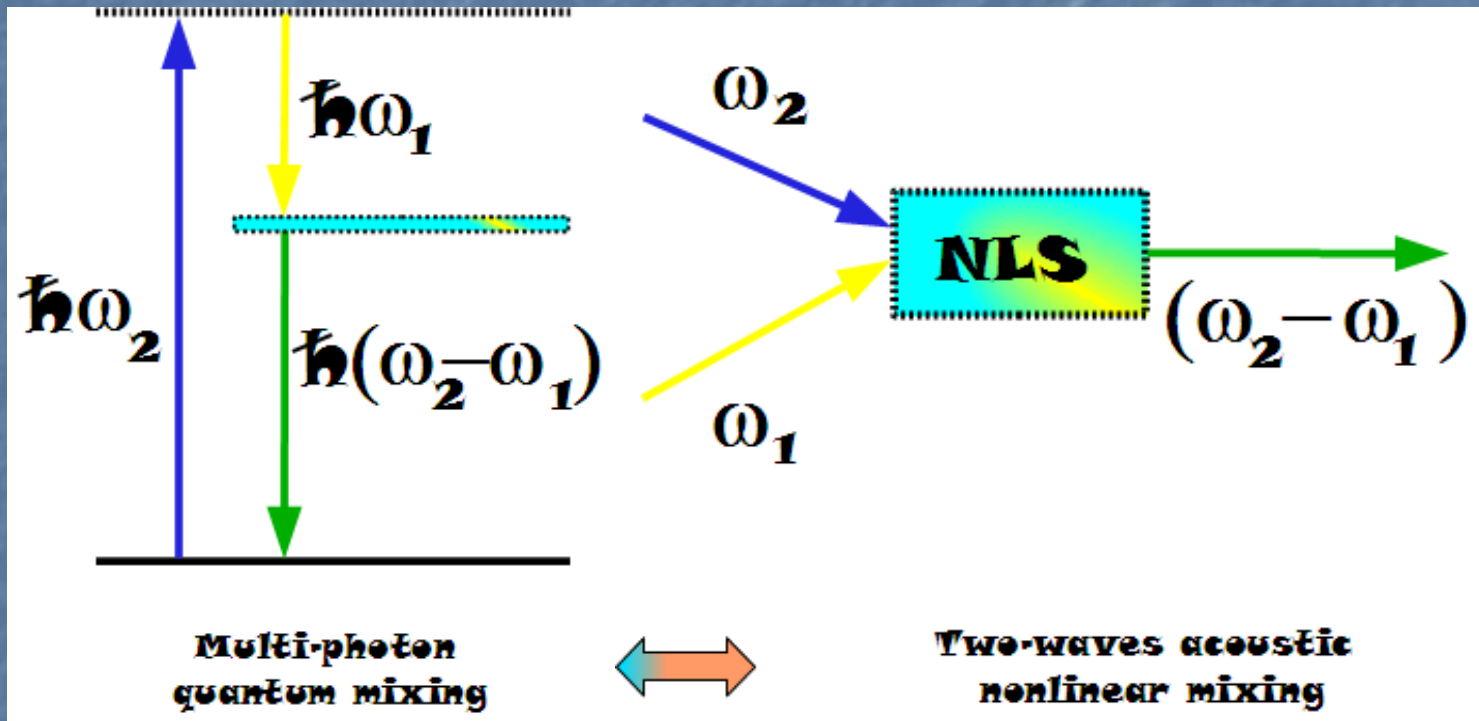 ħω₂
ħω₁
ħ(ω₂−ω₁)
ω₂
ω₁
NLS
(ω₂−ω₁)
Multi-photon
quantum mixing
Two-waves acoustic
nonlinear mixing